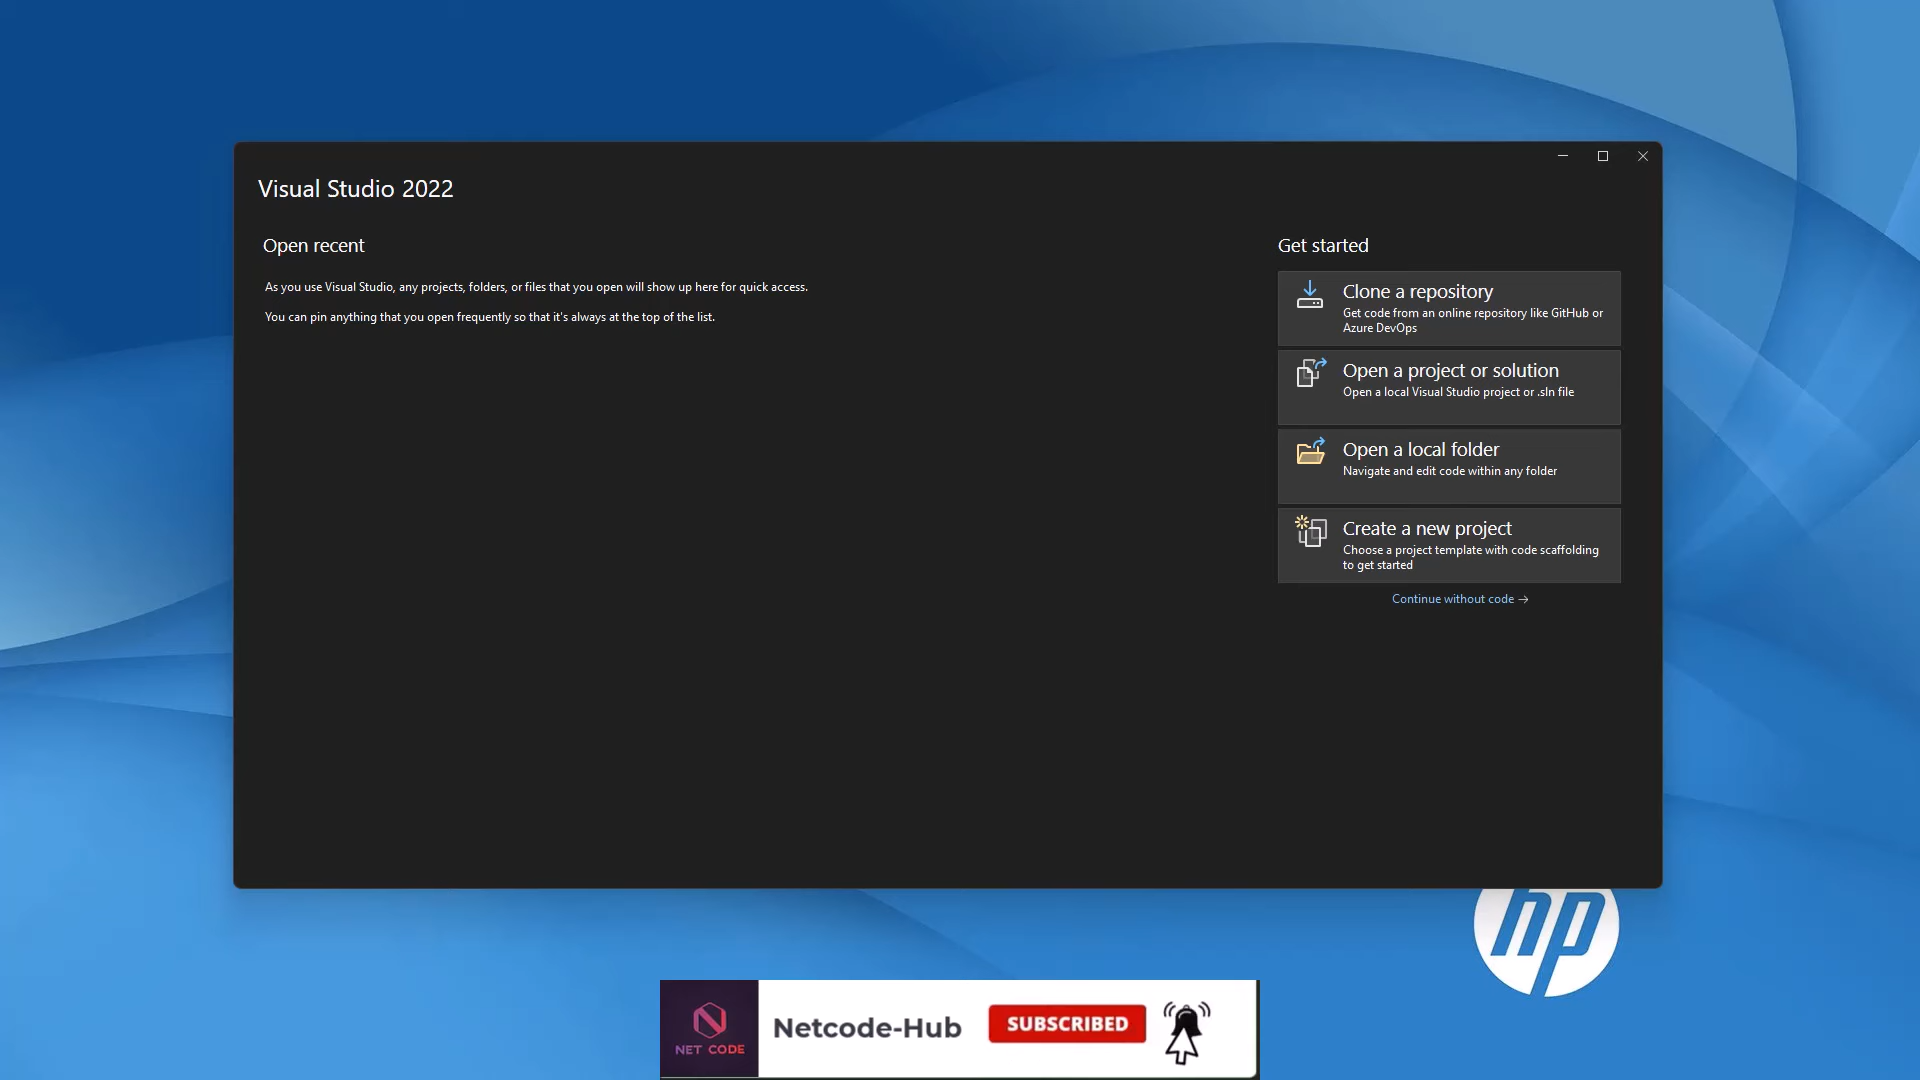 Visual Studio 2022
Open recent
As you use Visual Studio, any projects, folders, or files that you open will show up here for quick access.
You can pin anything that you open frequently so that it's always at the top of the list.
Get started
Clone a repository
Get code from an online repository like GitHub or
Azure DevOps
Open a project or solution
Open a local Visual Studio project or .sln file
Open a local folder
Navigate and edit code within any folder
Create a new project
Choose a project template with code scaffolding
to get started
Continue without code →
hp
NET CODE
Netcode-Hub
SUBSCRIBED